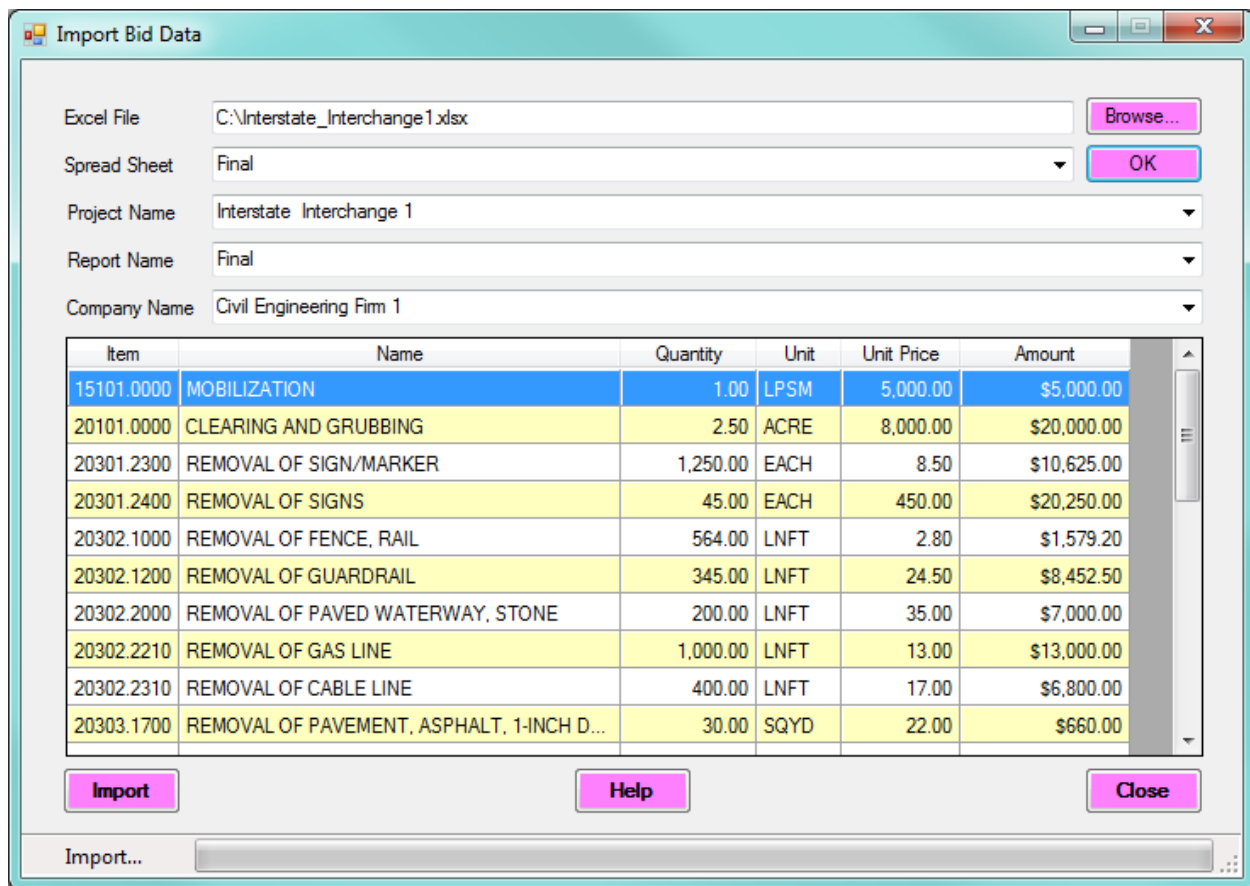 Import Bid Data
Excel File C:\Interstate_Interchange1.xlsx Browse...
Spread Sheet Final OK
Project Name Interstate Interchange 1
Report Name Final
Company Name Civil Engineering Firm 1
Item Name Quantity Unit Unit Price Amount
15101.0000 MOBILIZATION 1.00 LPSM 5,000.00 $5,000.00
20101.0000 CLEARING AND GRUBBING 2.50 ACRE 8,000.00 $20,000.00
20301.2300 REMOVAL OF SIGN/MARKER 1,250.00 EACH 8.50 $10,625.00
20301.2400 REMOVAL OF SIGNS 45.00 EACH 450.00 $20,250.00
20302.1000 REMOVAL OF FENCE, RAIL 564.00 LNFT 2.80 $1,579.20
20302.1200 REMOVAL OF GUARDRAIL 345.00 LNFT 24.50 $8,452.50
20302.2000 REMOVAL OF PAVED WATERWAY, STONE 200.00 LNFT 35.00 $7,000.00
20302.2210 REMOVAL OF GAS LINE 1,000.00 LNFT 13.00 $13,000.00
20302.2310 REMOVAL OF CABLE LINE 400.00 LNFT 17.00 $6,800.00
20303.1700 REMOVAL OF PAVEMENT, ASPHALT, 1-INCH D... 30.00 SQYD 22.00 $660.00
Import Help Close
Import...